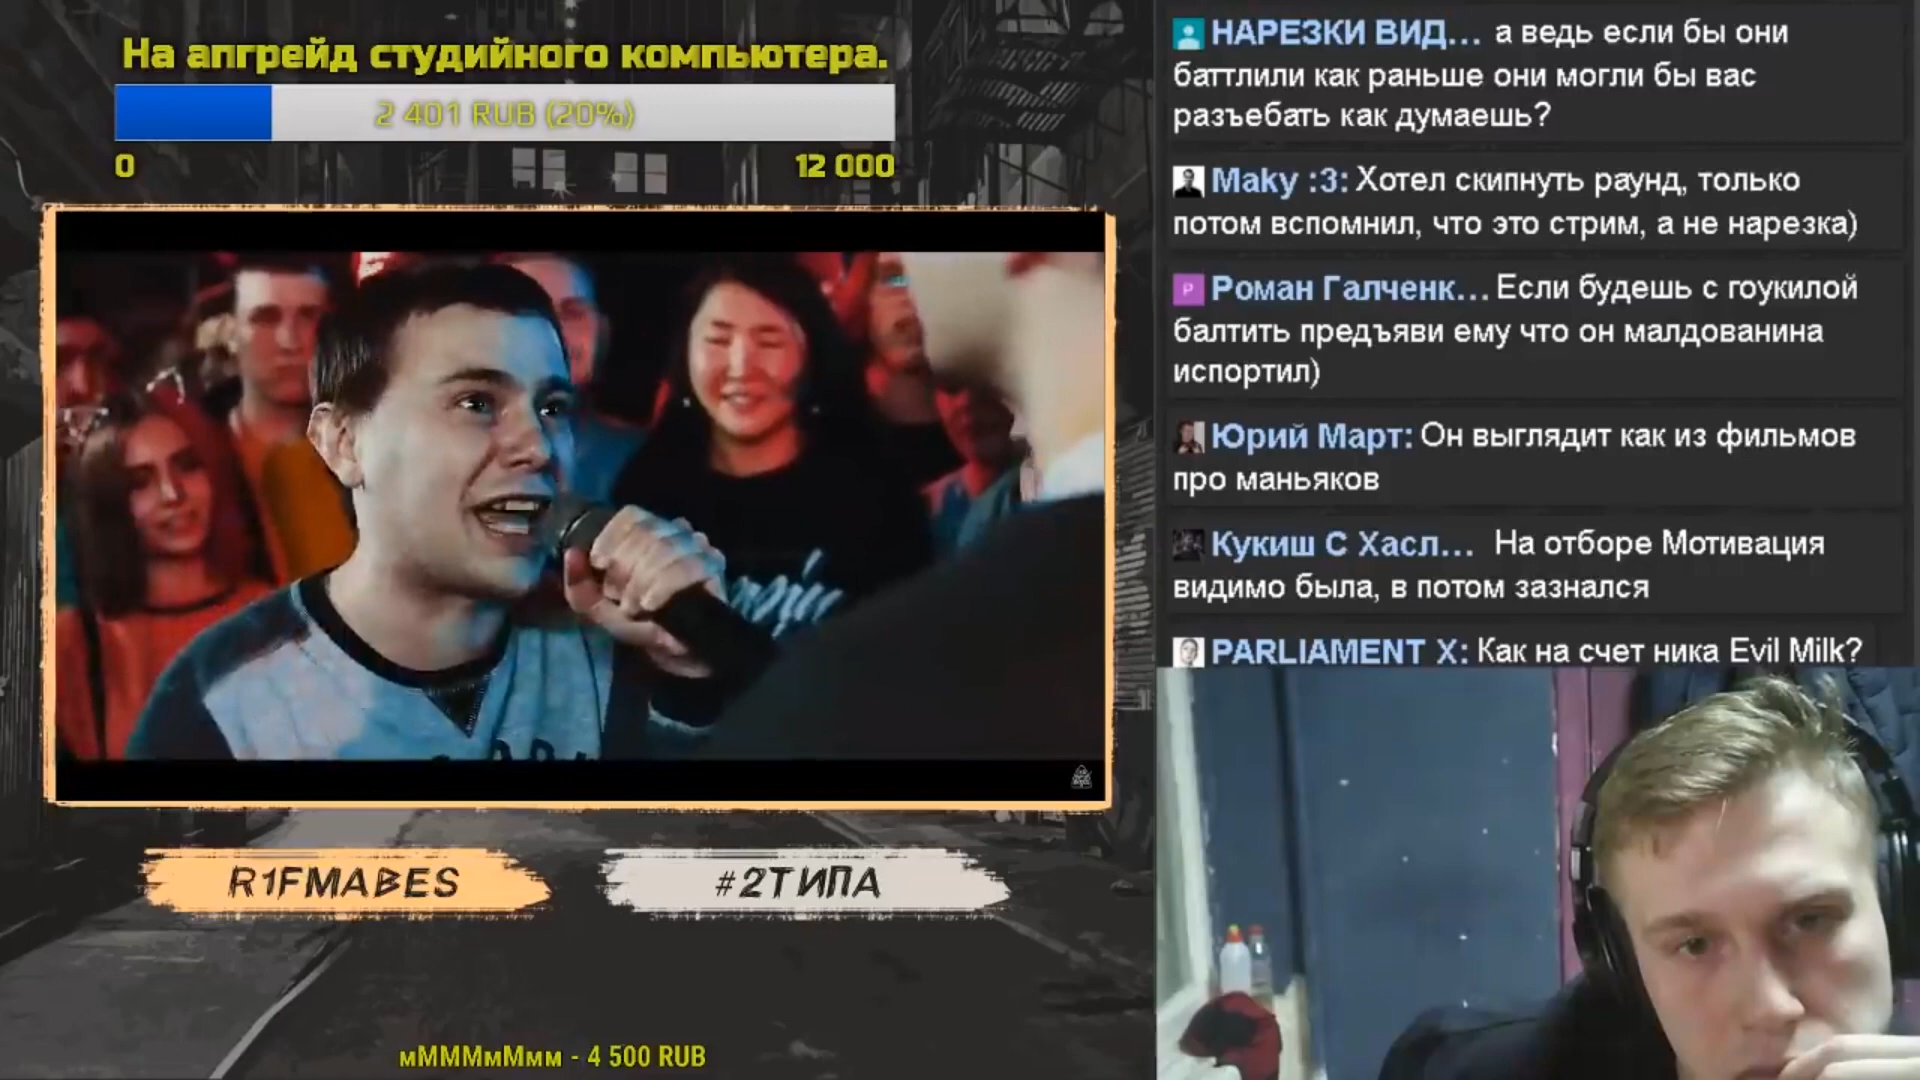 На апгрейд студийного компьютера.
2 401 RUB (20%)
0
12 000
R1FMABES
#2ТИПА
мММММмМмм - 4 500 RUB
НАРЕЗКИ ВИД... а ведь если бы они
баттлили как раньше они могли бы вас
разъебать как думаешь?
Maky :3: Хотел скипнуть раунд, только
потом вспомнил, что это стрим, а не нарезка)
Р
Роман Галченк... Если будешь с гоукилой
балтить предъяви ему что он малдованина
испортил)
Юрий Март: Он выглядит как из фильмов
про маньяков
Кукиш С Хасл... На отборе Мотивация
видимо была, в потом зазнался
PARLIAMENT X: Как на счет ника Evil Milk?